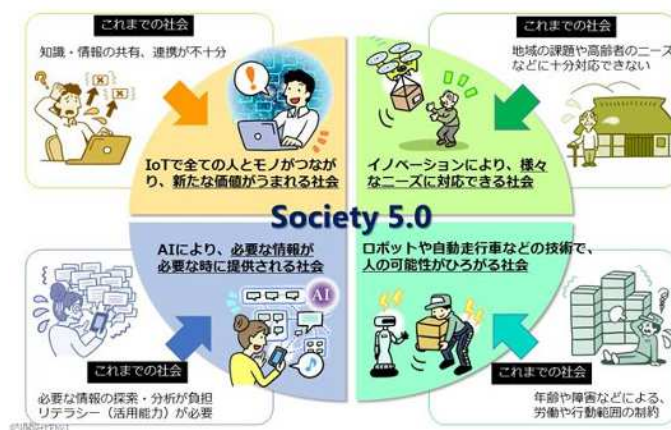 これまでの社会
知識・情報の共有、連携が不十分
IoTで全ての人とモノがつなが
り、新たな価値がうまれる社会
これまでの社会
地域の課題や高齢者のニーズ
などに十分対応できない
イノベーションにより、様々
なニーズに対応できる社会
Society 5.0
AIにより、必要な情報が
必要な時に提供される社会
AI
これまでの社会
必要な情報の探索・分析が負担
リテラシー（活用能力）が必要
ロボットや自動走行車などの技術で、
人の可能性がひろがる社会
これまでの社会
年齢や障害などによる、
労働や行動範囲の制約